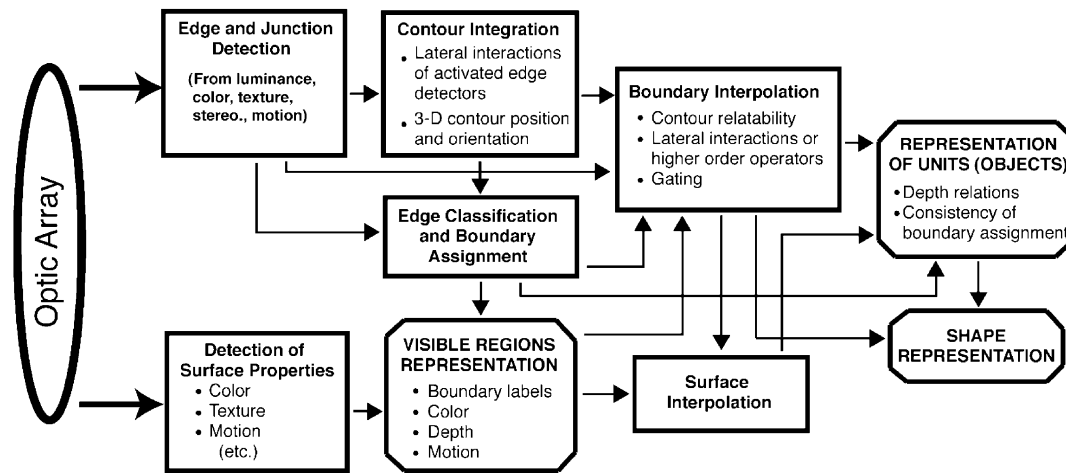 Optic Array
Edge and Junction
Detection
(From luminance,
color, texture,
stereo., motion)
Contour Integration
• Lateral interactions
of activated edge
detectors
• 3-D contour position
and orientation
Boundary Interpolation
• Contour relatability
• Lateral interactions or
higher order operators
• Gating
REPRESENTATION
OF UNITS (OBJECTS)
• Depth relations
• Consistency of
boundary assignment
Edge Classification
and Boundary
Assignment
Detection of
Surface Properties
• Color
• Texture
• Motion
(etc.)
VISIBLE REGIONS
REPRESENTATION
• Boundary labels
• Color
• Depth
• Motion
Surface
Interpolation
SHAPE
REPRESENTATION